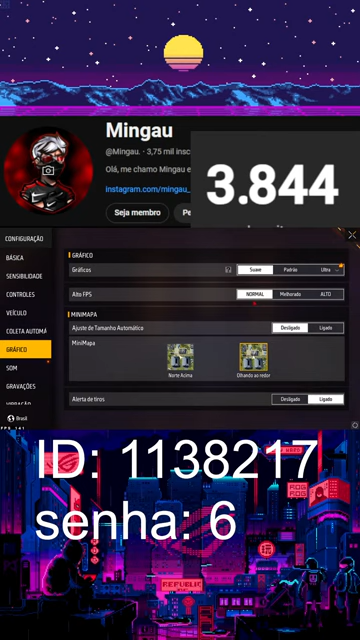 Mingau
@Mingau. · 3,75 mil insc
Olá, me chamo Mingau e
instagram.com/mingau_
Seja membro
Pe
3.844
CONFIGURAÇÃO
BÁSICA
SENSIBILIDADE
CONTROLES
VEÍCULO
COLETA AUTOMÁ
GRÁFICO
SOM
GRAVAÇÕES
Brasil
GRÁFICO
Gráficos
Suave
Padrão
Ultra
Alto FPS
NORMAL
Melhorado
ALTO
MINIMAPA
Ajuste de Tamanho Automático
Desligado
Ligado
MiniMapa
Norte Acima
Olhando ao redor
Alerta de tiros
Desligado
Ligado
ID: 1138217
senha: 6
REPUBLIC